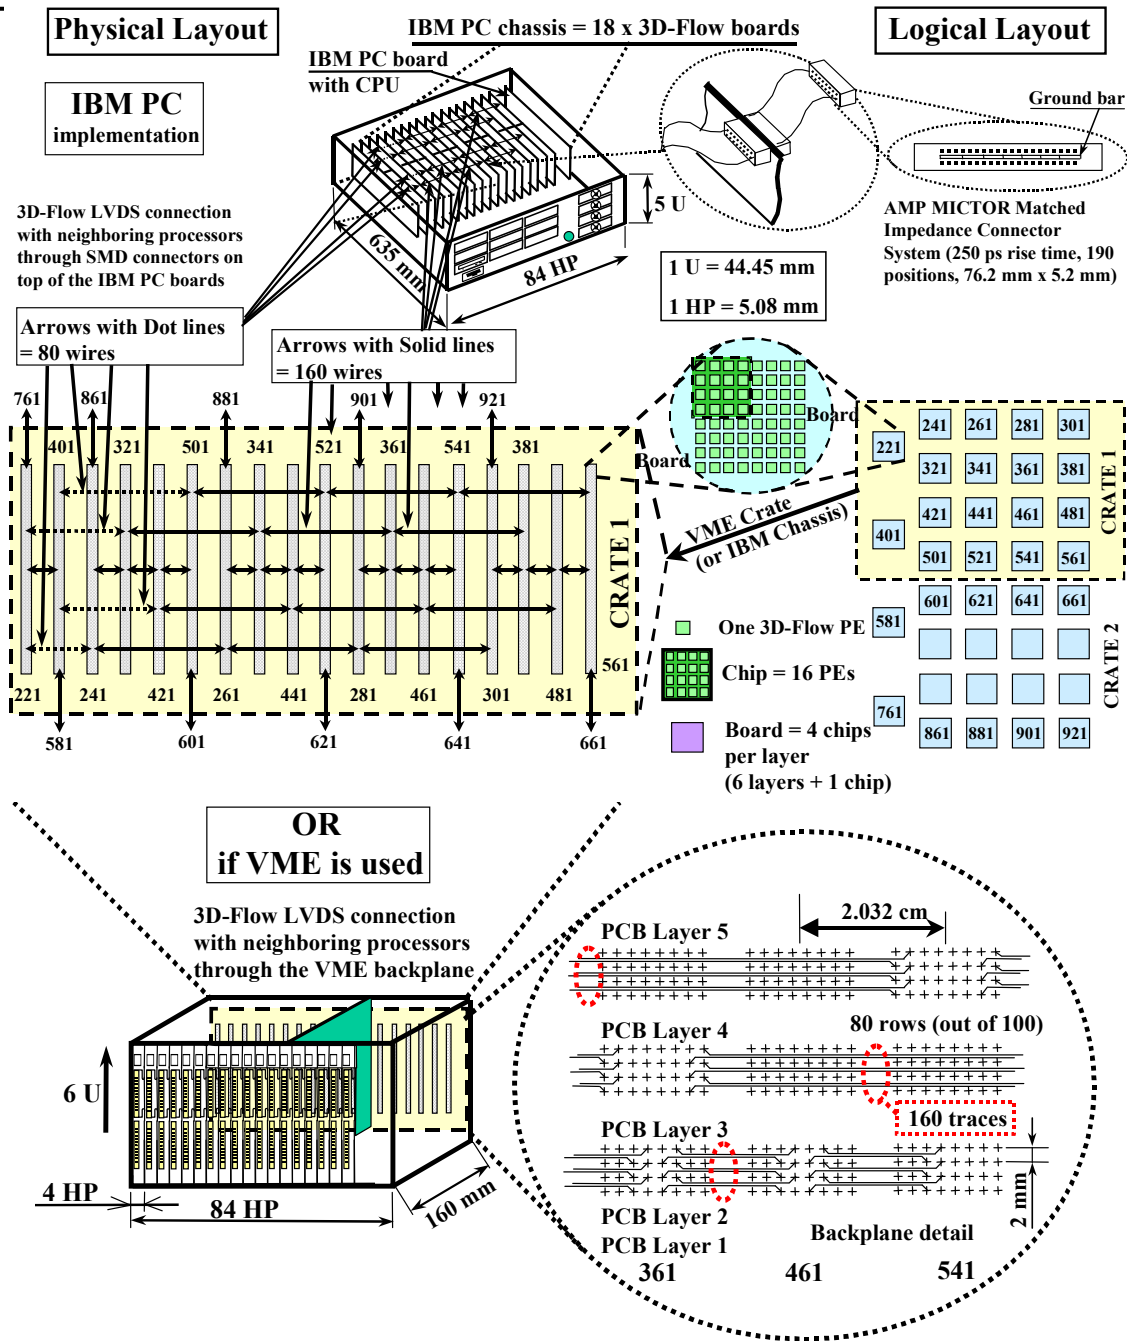 Physical Layout
IBM PC chassis = 18 x 3D-Flow boards
Logical Layout
IBM PC board
with CPU
IBM PC
implementation
Ground bar
3D-Flow LVDS connection
with neighboring processors
through SMD connectors on
top of the IBM PC boards
5 U
635 mm
84 HP
AMP MICTOR Matched
Impedance Connector
System (250 ps rise time, 190
positions, 76.2 mm x 5.2 mm)
1 U = 44.45 mm
1 HP = 5.08 mm
Arrows with Dot lines
= 80 wires
Arrows with Solid lines
= 160 wires
761 861 881 901 921
401 321 501 341 521 361 541 381
CRATE 1
561
221 241 421 261 441 281 461 301 481
581 601 621 641 661
Board
Board
VME Crate
(or IBM Chassis)
One 3D-Flow PE
Chip = 16 PEs
Board = 4 chips
per layer
(6 layers + 1 chip)
241 261 281 301
221
321 341 361 381
421 441 461 481
401
501 521 541 561
CRATE 1
601 621 641 661
581
761
861 881 901 921
CRATE 2
OR
if VME is used
3D-Flow LVDS connection
with neighboring processors
through the VME backplane
6 U
4 HP
84 HP
160 mm
2.032 cm
PCB Layer 5
PCB Layer 4
80 rows (out of 100)
160 traces
PCB Layer 3
2 mm
PCB Layer 2
PCB Layer 1
Backplane detail
361 461 541